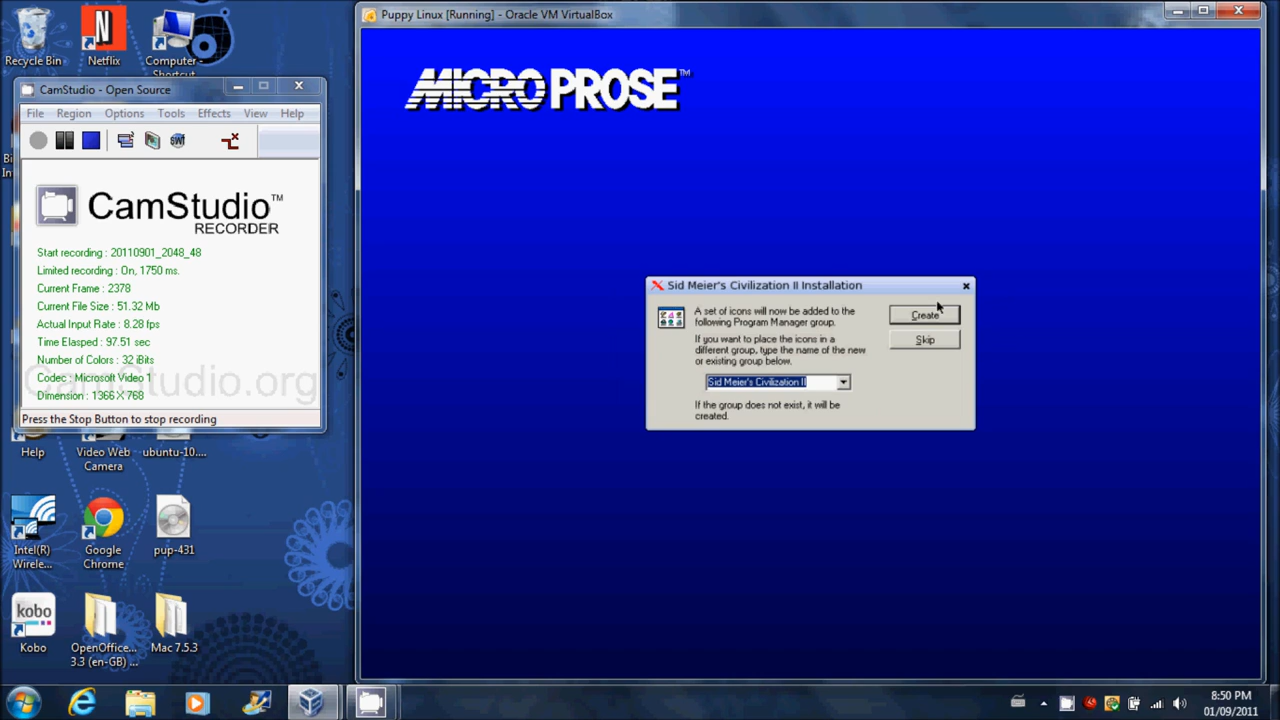 Recycle Bin
Netflix
Computer -
Shortcut
Puppy Linux [Running] - Oracle VM VirtualBox
CamStudio - Open Source
File Region Options Tools Effects View Help
SWF
CamStudio™
RECORDER
Start recording : 20110901_2048_48
Limited recording : On, 1750 ms.
Current Frame : 2378
Current File Size : 51.32 Mb
Actual Input Rate : 8.28 fps
Time Elasped : 97.51 sec
Number of Colors : 32 iBits
Codec : Microsoft Video 1
CamStudio.org
Dimension : 1366 X 768
Press the Stop Button to stop recording
MICROPROSE™
Sid Meier's Civilization II Installation
A set of icons will now be added to the
following Program Manager group.
If you want to place the icons in a
different group, type the name of the new
or existing group below.
Sid Meier's Civilization II
If the group does not exist, it will be
created.
Create
Skip
Help
Video Web
Camera
ubuntu-10....
Intel(R)
Wirele...
Google
Chrome
pup-431
kobo
Kobo
OpenOffice...
3.3 (en-GB) ...
Mac 7.5.3
8:50 PM
01/09/2011